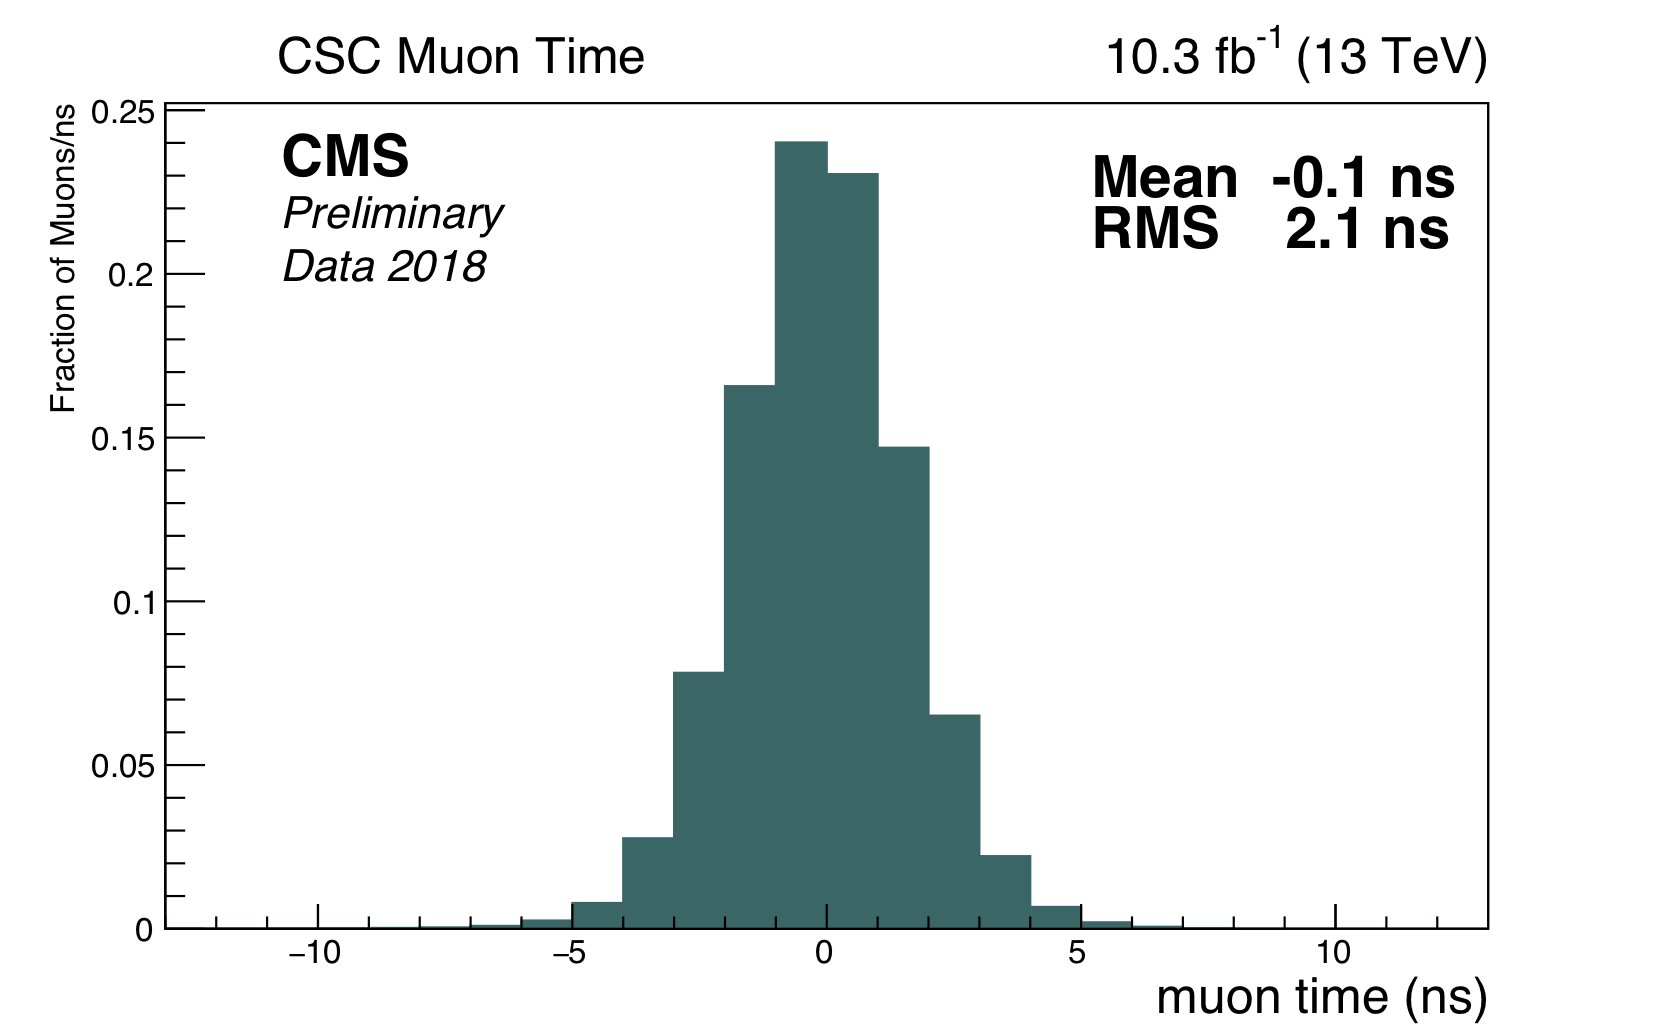 CSC Muon Time
10.3 fb⁻¹ (13 TeV)
Fraction of Muons/ns
0.25
0.2
0.15
0.1
0.05
0
CMS
Preliminary
Data 2018
Mean -0.1 ns
RMS 2.1 ns
−10 −5 0 5 10
muon time (ns)